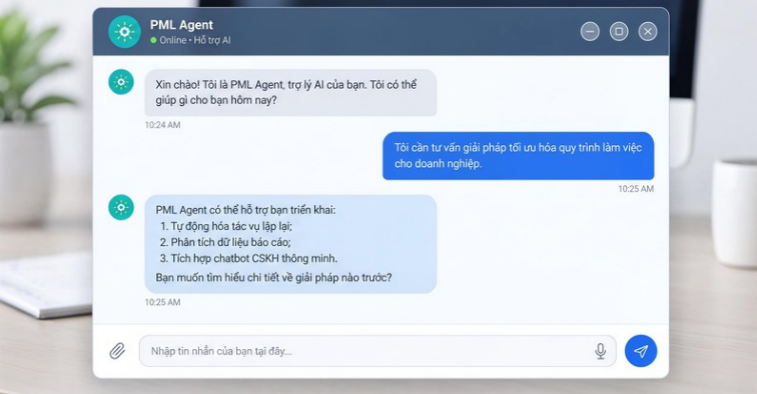 PML Agent
Online • Hỗ trợ AI
Xin chào! Tôi là PML Agent, trợ lý AI của bạn. Tôi có thể
giúp gì cho bạn hôm nay?
10:24 AM
Tôi cần tư vấn giải pháp tối ưu hóa quy trình làm việc
cho doanh nghiệp.
10:25 AM
PML Agent có thể hỗ trợ bạn triển khai:
1. Tự động hóa tác vụ lặp lại;
2. Phân tích dữ liệu báo cáo;
3. Tích hợp chatbot CSKH thông minh.
Bạn muốn tìm hiểu chi tiết về giải pháp nào trước?
10:25 AM
Nhập tin nhắn của bạn tại đây...